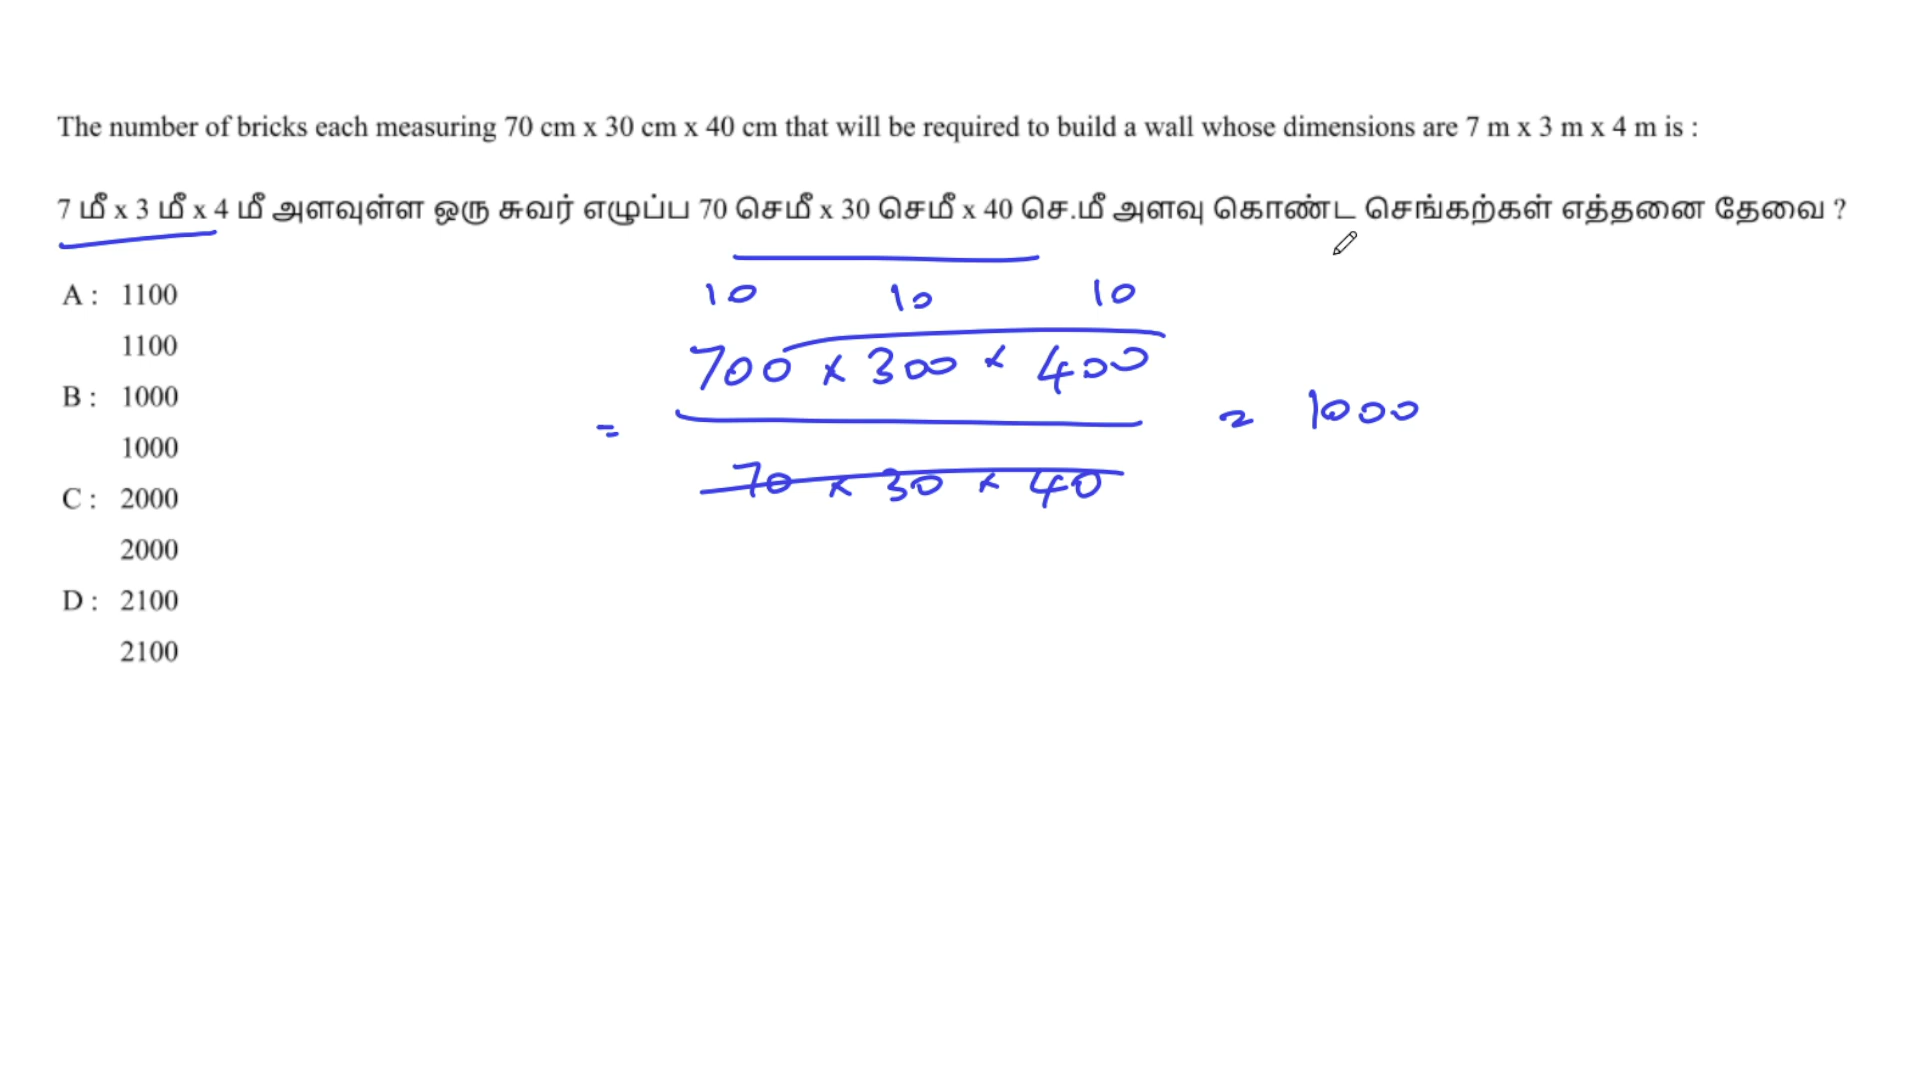 The number of bricks each measuring 70 cm x 30 cm x 40 cm that will be required to build a wall whose dimensions are 7 m x 3 m x 4 m is :
7 மீ x 3 மீ x 4 மீ அளவுள்ள ஒரு சுவர் எழுப்ப 70 செமீ x 30 செமீ x 40 செ.மீ அளவு கொண்ட செங்கற்கள் எத்தனை தேவை ?
A : 1100
1100
B : 1000
1000
C : 2000
2000
D : 2100
2100
10 10 10
700 x 300 x 400
= = 1000
70 x 30 x 40